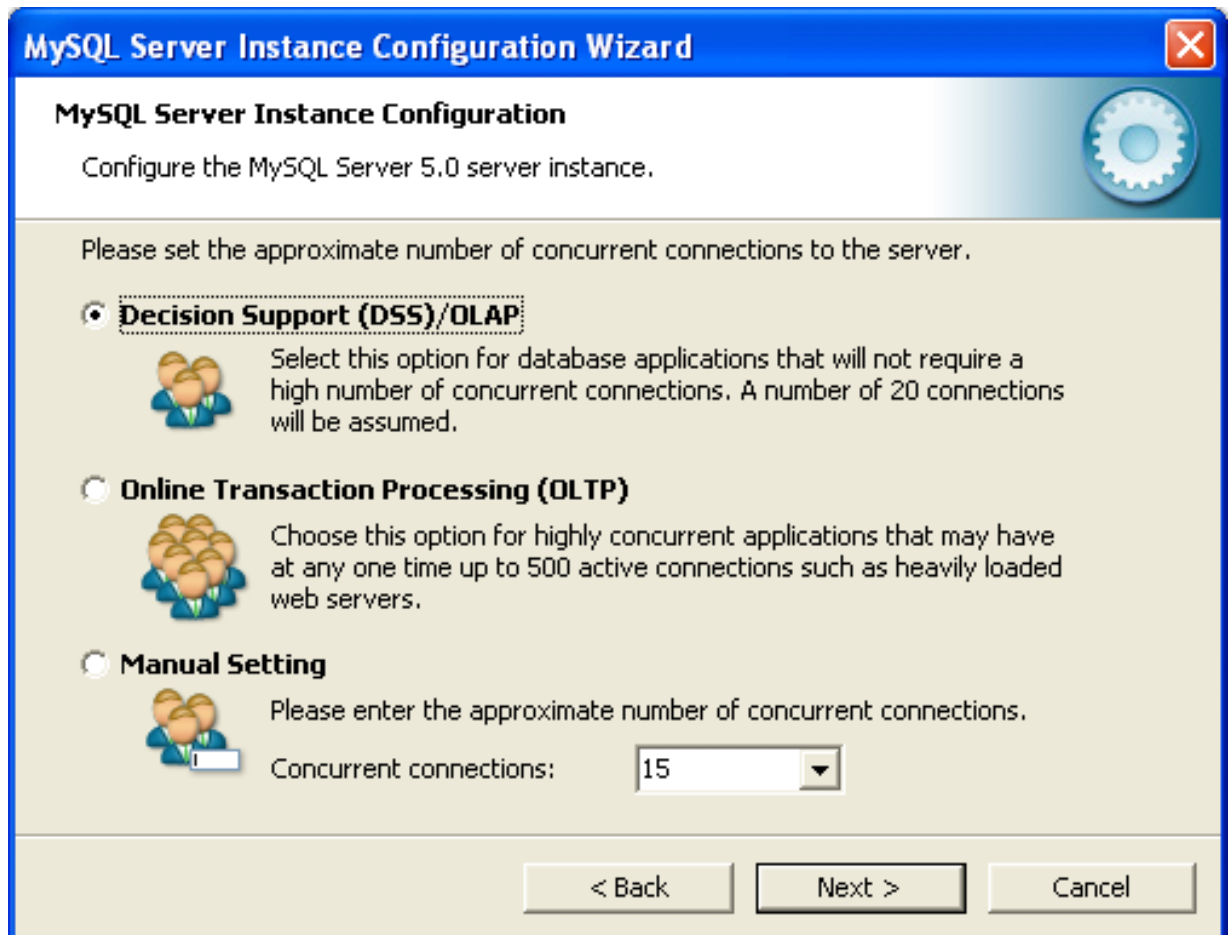 MySQL Server Instance Configuration Wizard
MySQL Server Instance Configuration
Configure the MySQL Server 5.0 server instance.
Please set the approximate number of concurrent connections to the server.
Decision Support (DSS)/OLAP
Select this option for database applications that will not require a
high number of concurrent connections. A number of 20 connections
will be assumed.
Online Transaction Processing (OLTP)
Choose this option for highly concurrent applications that may have
at any one time up to 500 active connections such as heavily loaded
web servers.
Manual Setting
Please enter the approximate number of concurrent connections.
Concurrent connections: 15
< Back Next > Cancel